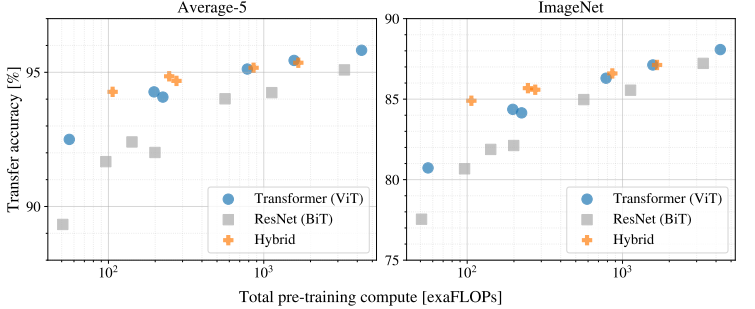 Average-5
ImageNet
Transfer accuracy [%]
95
90
90
85
80
75
Transformer (ViT)
ResNet (BiT)
Hybrid
Transformer (ViT)
ResNet (BiT)
Hybrid
10²
10³
10²
10³
Total pre-training compute [exaFLOPs]